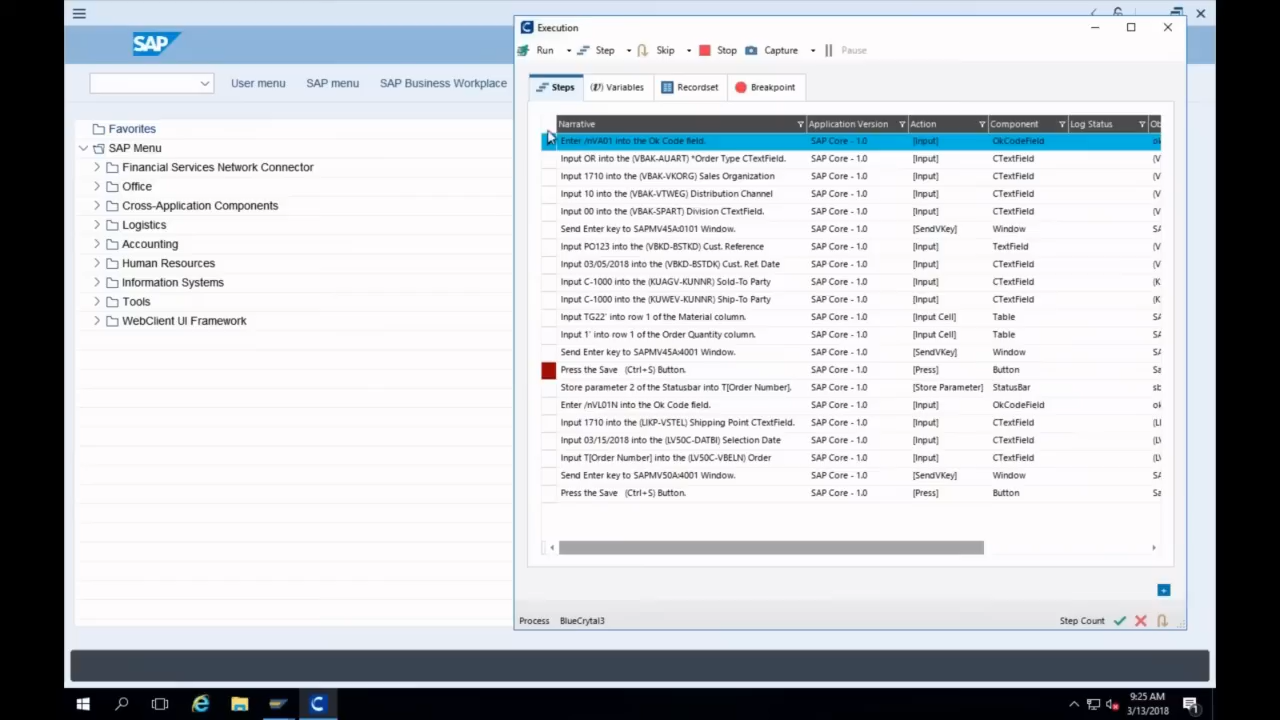 Execution
SAP
Run Step Skip Stop Capture Pause
User menu SAP menu SAP Business Workplace
Steps Variables Recordset Breakpoint
Favorites
SAP Menu
Financial Services Network Connector
Office
Cross-Application Components
Logistics
Accounting
Human Resources
Information Systems
Tools
WebClient UI Framework
Narrative Application Version Action Component Log Status Ob
Enter /nVA01 into the Ok Code field. SAP Core - 1.0 [Input] OkCodeField ok
Input OR into the (VBAK-AUART) *Order Type CTextField. SAP Core - 1.0 [Input] CTextField (V
Input 1710 into the (VBAK-VKORG) Sales Organization SAP Core - 1.0 [Input] CTextField (V
Input 10 into the (VBAK-VTWEG) Distribution Channel SAP Core - 1.0 [Input] CTextField (V
Input 00 into the (VBAK-SPART) Division CTextField. SAP Core - 1.0 [Input] CTextField (V
Send Enter key to SAPMV45A:0101 Window. SAP Core - 1.0 [SendVKey] Window SA
Input PO123 into the (VBKD-BSTKD) Cust. Reference SAP Core - 1.0 [Input] TextField (V
Input 03/05/2018 into the (VBKD-BSTDK) Cust. Ref. Date SAP Core - 1.0 [Input] CTextField (V
Input C-1000 into the (KUAGV-KUNNR) Sold-To Party SAP Core - 1.0 [Input] CTextField (K
Input C-1000 into the (KUWEV-KUNNR) Ship-To Party SAP Core - 1.0 [Input] CTextField (K
Input TG22' into row 1 of the Material column. SAP Core - 1.0 [Input Cell] Table SA
Input 1' into row 1 of the Order Quantity column. SAP Core - 1.0 [Input Cell] Table SA
Send Enter key to SAPMV45A:4001 Window. SAP Core - 1.0 [SendVKey] Window SA
Press the Save (Ctrl+S) Button. SAP Core - 1.0 [Press] Button Sa
Store parameter 2 of the Statusbar into T[Order Number]. SAP Core - 1.0 [Store Parameter] StatusBar sb
Enter /nVL01N into the Ok Code field. SAP Core - 1.0 [Input] OkCodeField ok
Input 1710 into the (LIKP-VSTEL) Shipping Point CTextField. SAP Core - 1.0 [Input] CTextField (LI
Input 03/15/2018 into the (LV50C-DATBI) Selection Date SAP Core - 1.0 [Input] CTextField (LV
Input T[Order Number] into the (LV50C-VBELN) Order SAP Core - 1.0 [Input] CTextField (LV
Send Enter key to SAPMV50A:4001 Window. SAP Core - 1.0 [SendVKey] Window SA
Press the Save (Ctrl+S) Button. SAP Core - 1.0 [Press] Button Sa
Process BlueCrytal3 Step Count
9:25 AM
3/13/2018
1